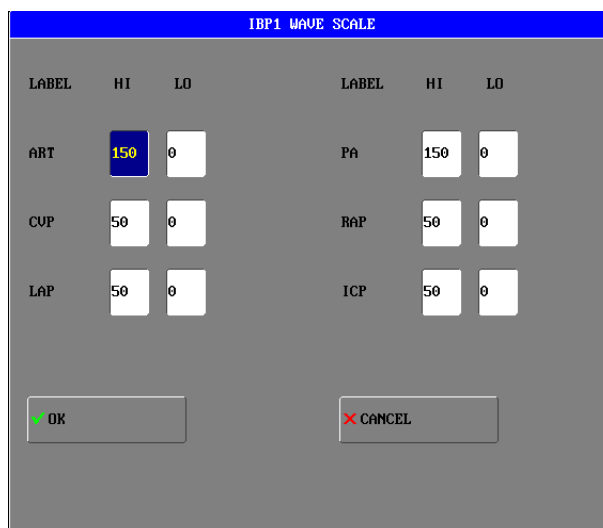 IBP1 WAVE SCALE
LABEL HI LO LABEL HI LO
ART 150 0 PA 150 0
CVP 50 0 RAP 50 0
LAP 50 0 ICP 50 0
OK CANCEL